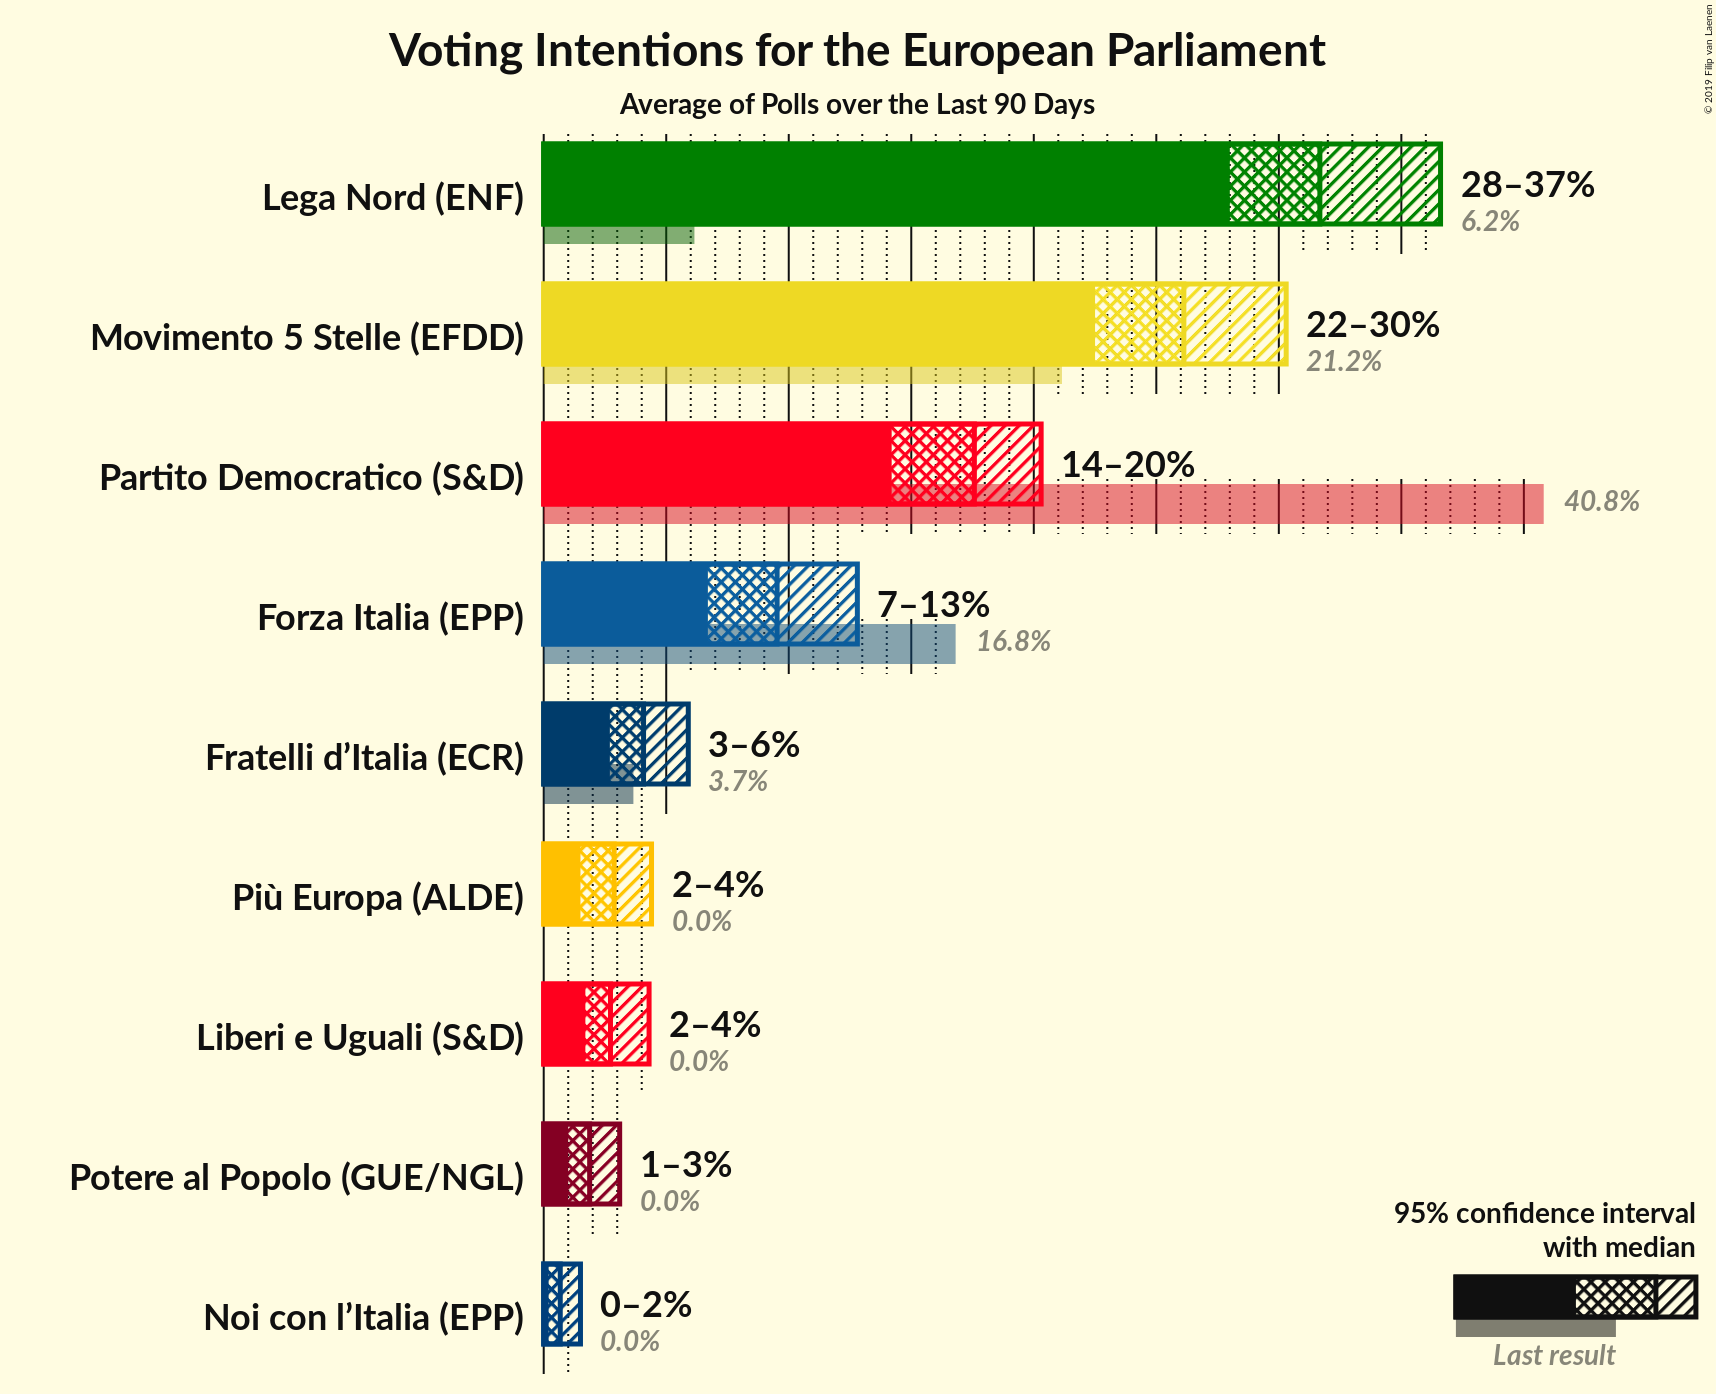 Voting Intentions for the European Parliament
Average of Polls over the Last 90 Days
© 2019 Filip van Laenen
Lega Nord (ENF)
28–37%
6.2%
Movimento 5 Stelle (EFDD)
22–30%
21.2%
Partito Democratico (S&D)
14–20%
40.8%
Forza Italia (EPP)
7–13%
16.8%
Fratelli d’Italia (ECR)
3–6%
3.7%
Più Europa (ALDE)
2–4%
0.0%
Liberi e Uguali (S&D)
2–4%
0.0%
Potere al Popolo (GUE/NGL)
1–3%
0.0%
Noi con l’Italia (EPP)
0–2%
0.0%
95% confidence interval
with median
Last result